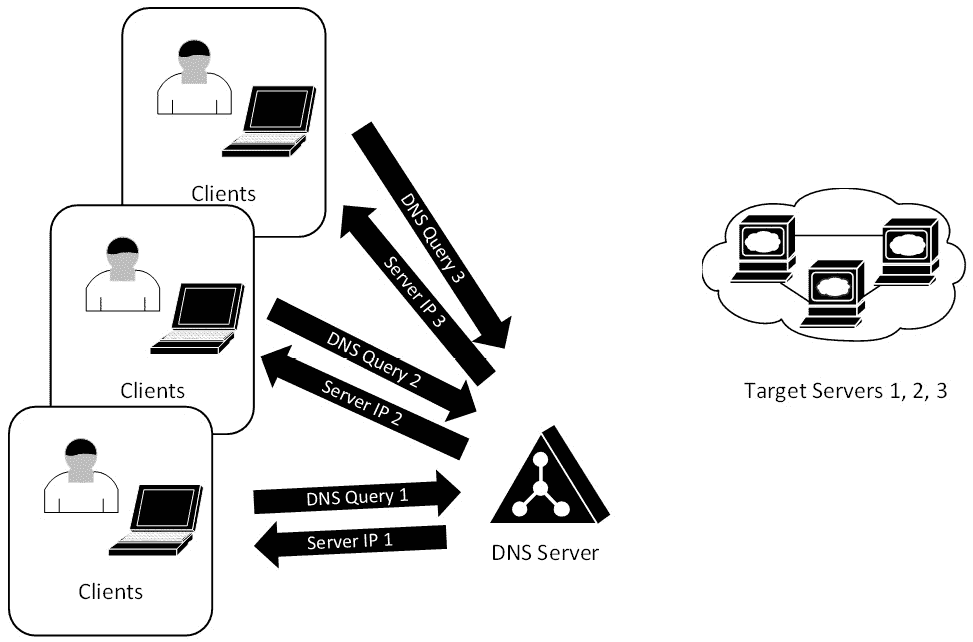 Clients
DNS Query 3
Server IP 3
Clients
DNS Query 2
Server IP 2
Target Servers 1, 2, 3
Clients
DNS Query 1
Server IP 1
DNS Server